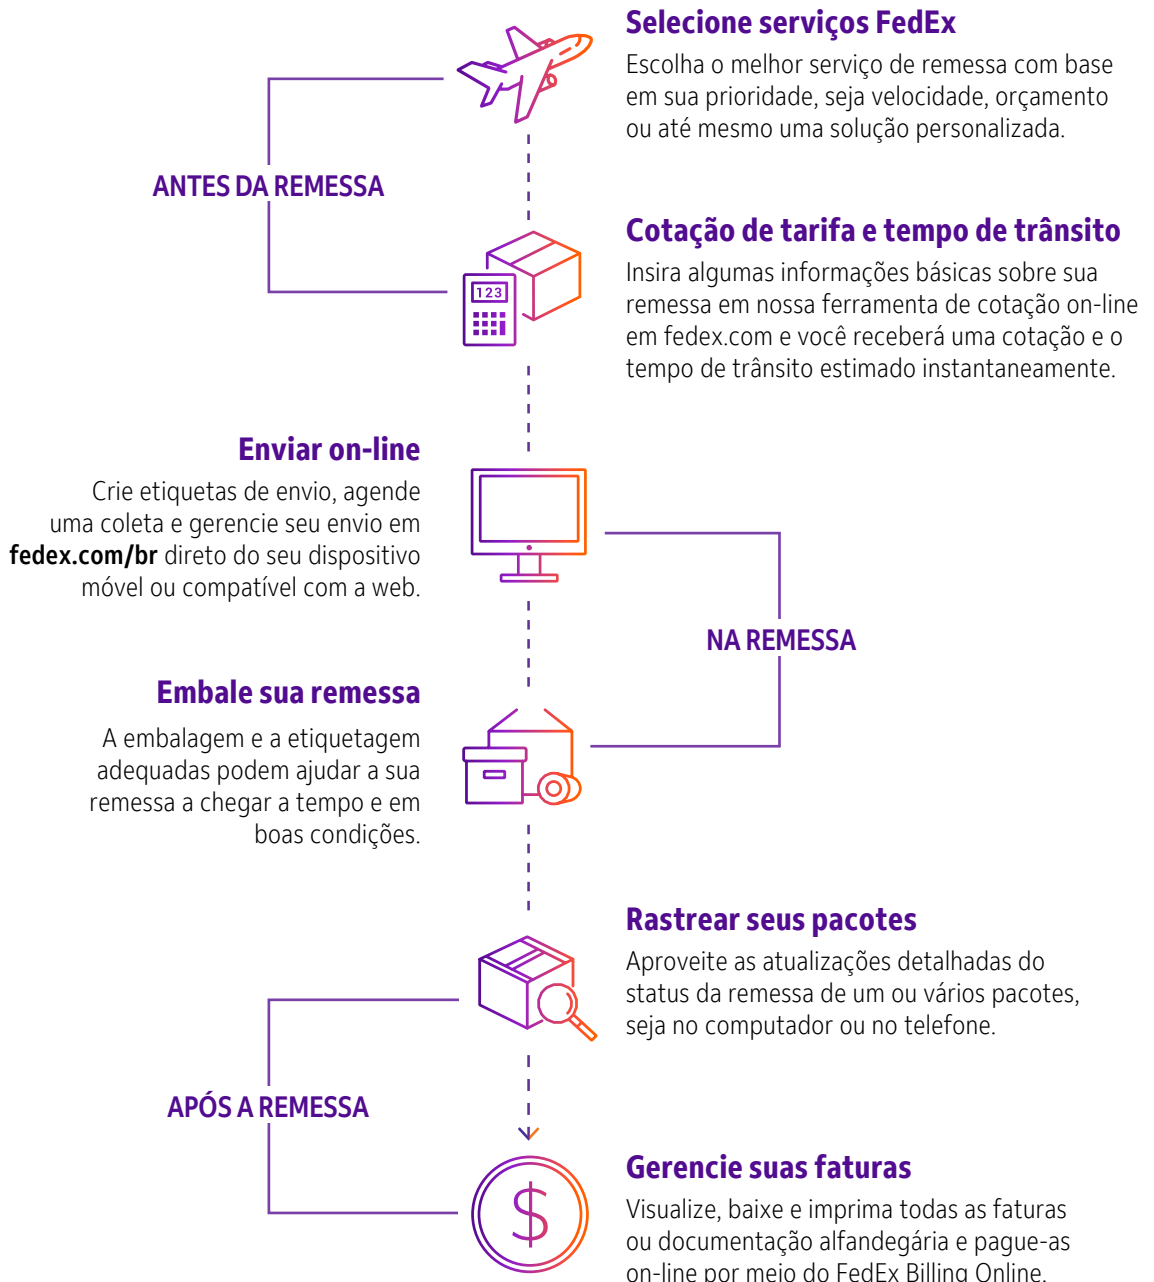 Selecione serviços FedEx
Escolha o melhor serviço de remessa com base
em sua prioridade, seja velocidade, orçamento
ou até mesmo uma solução personalizada.
ANTES DA REMESSA
Cotação de tarifa e tempo de trânsito
Insira algumas informações básicas sobre sua
remessa em nossa ferramenta de cotação on-line
em fedex.com e você receberá uma cotação e o
tempo de trânsito estimado instantaneamente.
123
Enviar on-line
Crie etiquetas de envio, agende
uma coleta e gerencie seu envio em
fedex.com/br direto do seu dispositivo
móvel ou compatível com a web.
NA REMESSA
Embale sua remessa
A embalagem e a etiquetagem
adequadas podem ajudar a sua
remessa a chegar a tempo e em
boas condições.
Rastrear seus pacotes
Aproveite as atualizações detalhadas do
status da remessa de um ou vários pacotes,
seja no computador ou no telefone.
APÓS A REMESSA
$
Gerencie suas faturas
Visualize, baixe e imprima todas as faturas
ou documentação alfandegária e pague-as
on-line por meio do FedEx Billing Online.